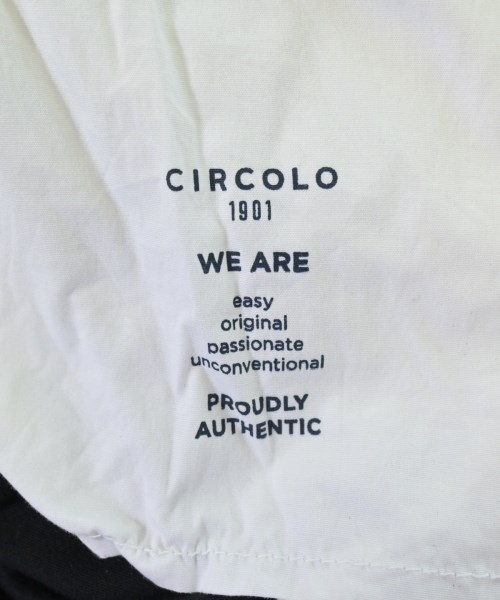 CIRCOLO
1901
WE ARE
easy
original
passionate
unconventional
PROUDLY
AUTHENTIC